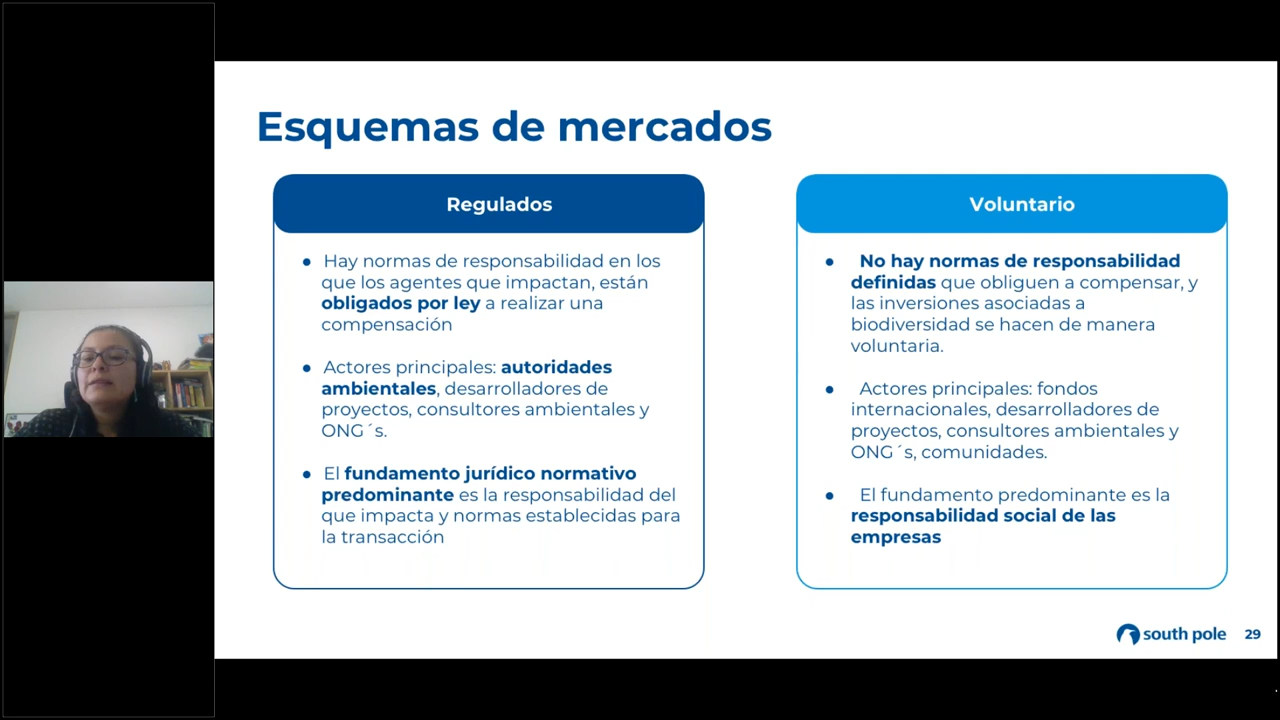 Esquemas de mercados
Regulados
● Hay normas de responsabilidad en los
que los agentes que impactan, están
obligados por ley a realizar una
compensación
● Actores principales: autoridades
ambientales, desarrolladores de
proyectos, consultores ambientales y
ONG´s.
● El fundamento jurídico normativo
predominante es la responsabilidad del
que impacta y normas establecidas para
la transacción
Voluntario
● No hay normas de responsabilidad
definidas que obliguen a compensar, y
las inversiones asociadas a
biodiversidad se hacen de manera
voluntaria.
● Actores principales: fondos
internacionales, desarrolladores de
proyectos, consultores ambientales y
ONG´s, comunidades.
● El fundamento predominante es la
responsabilidad social de las
empresas
south pole 29